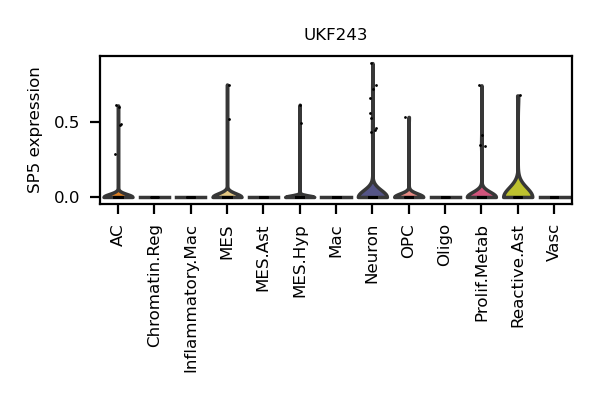 UKF243
SP5 expression
0.5
0.0
AC
Chromatin.Reg
Inflammatory.Mac
MES
MES.Ast
MES.Hyp
Mac
Neuron
OPC
Oligo
Prolif.Metab
Reactive.Ast
Vasc